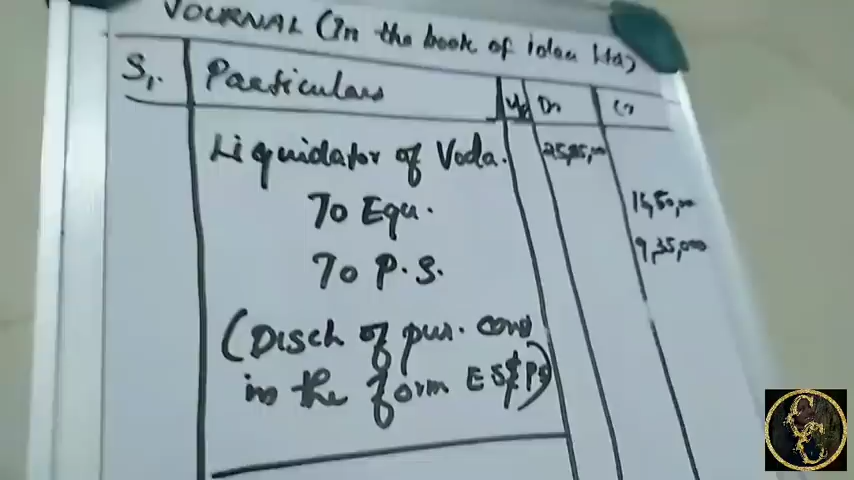 JOURNAL (In the book of idea ltd)
S. Particulars Dr Cr
Liquidator of Voda. 25,85,000
To Equ. 16,50,000
To P.S. 9,35,000
(Disch of pur. cons
in the form ES & PS)